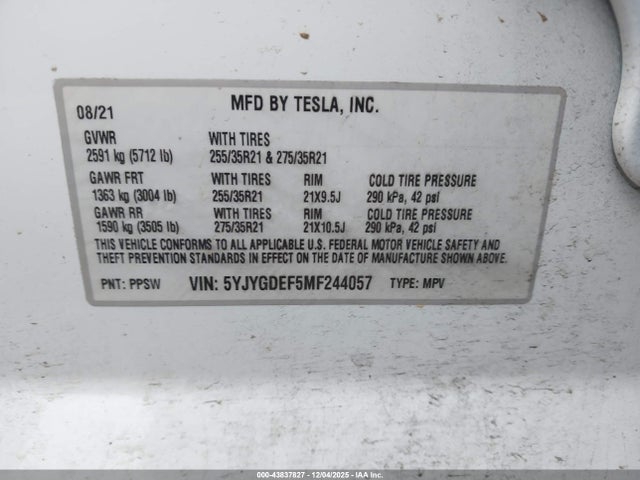 08/21 MFD BY TESLA, INC.
GVWR WITH TIRES
2591 kg (5712 lb) 255/35R21 & 275/35R21
GAWR FRT WITH TIRES RIM COLD TIRE PRESSURE
1363 kg (3004 lb) 255/35R21 21X9.5J 290 kPa, 42 psi
GAWR RR WITH TIRES RIM COLD TIRE PRESSURE
1590 kg (3505 lb) 275/35R21 21X10.5J 290 kPa, 42 psi
THIS VEHICLE CONFORMS TO ALL APPLICABLE U.S. FEDERAL MOTOR VEHICLE SAFETY AND
THEFT PREVENTION STANDARDS IN EFFECT ON THE DATE OF MANUFACTURE SHOWN ABOVE.
PNT: PPSW VIN: 5YJYGDEF5MF244057 TYPE: MPV
000-43837827 - 12/04/2025 - IAA Inc.